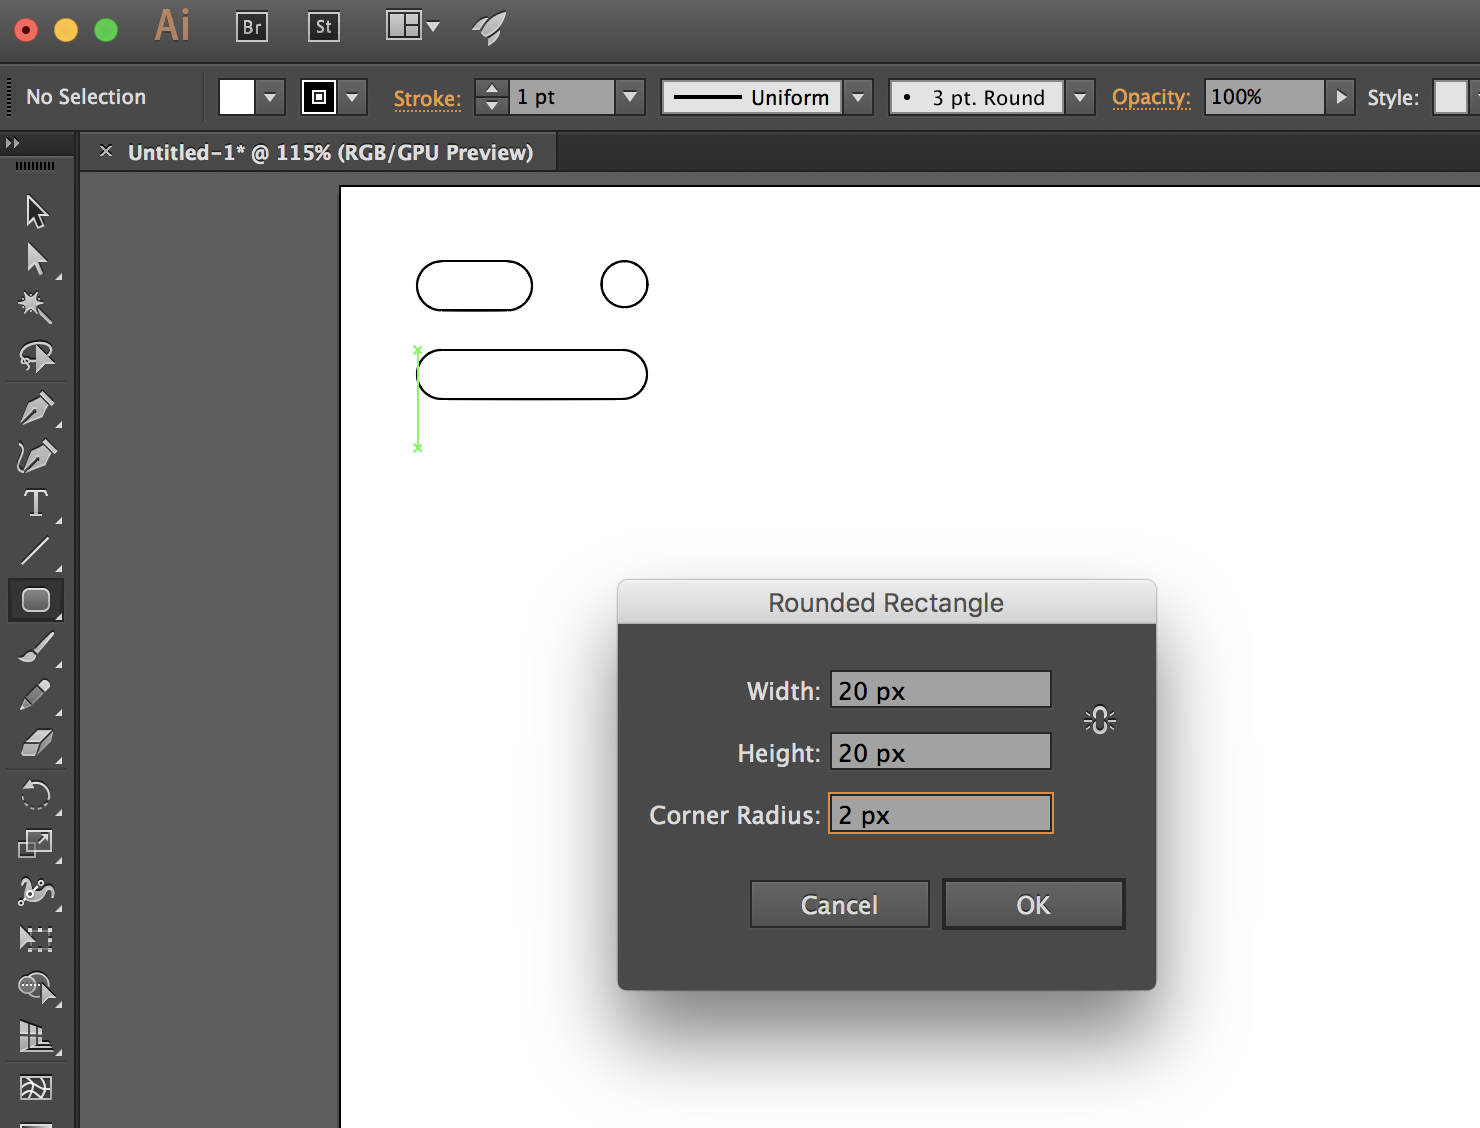 Ai Br St
No Selection Stroke: 1 pt Uniform 3 pt. Round Opacity: 100% Style:
× Untitled-1* @ 115% (RGB/GPU Preview)
T
Rounded Rectangle
Width: 20 px
Height: 20 px
Corner Radius: 2 px
Cancel OK